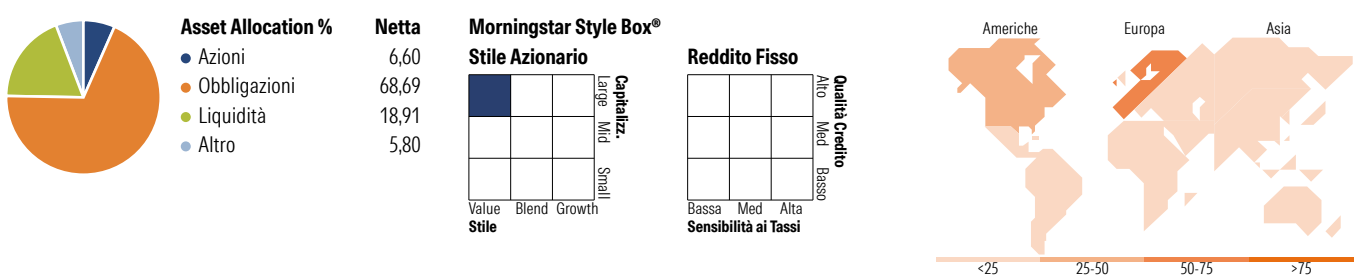 Asset Allocation % Netta
Azioni 6,60
Obbligazioni 68,69
Liquidità 18,91
Altro 5,80
Morningstar Style Box®
Stile Azionario
Large Mid Small
Capitalizz.
Value Blend Growth
Stile
Reddito Fisso
Alto Med Basso
Qualità Credito
Bassa Med Alta
Sensibilità ai Tassi
Americhe Europa Asia
<25 25-50 50-75 >75